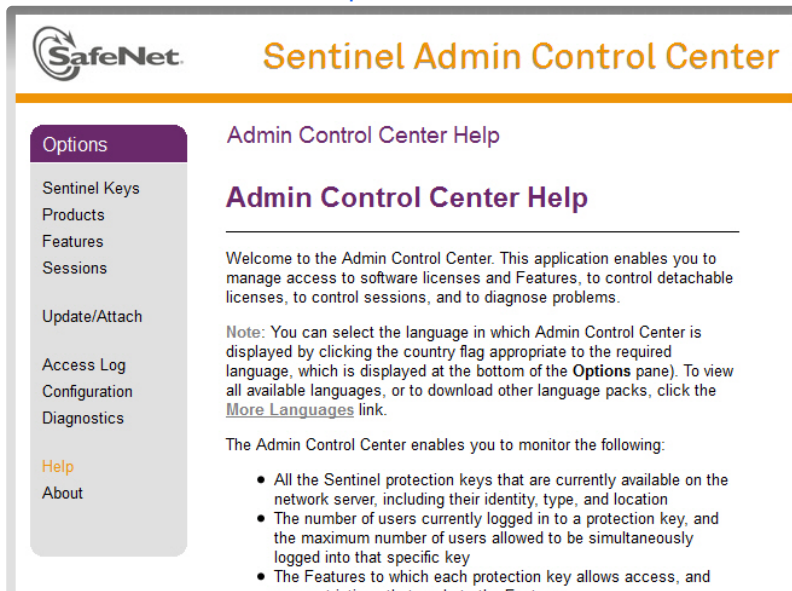 SafeNet.
Sentinel Admin Control Center
Options
Sentinel Keys
Products
Features
Sessions
Update/Attach
Access Log
Configuration
Diagnostics
Help
About
Admin Control Center Help
Admin Control Center Help
Welcome to the Admin Control Center. This application enables you to
manage access to software licenses and Features, to control detachable
licenses, to control sessions, and to diagnose problems.
Note: You can select the language in which Admin Control Center is
displayed by clicking the country flag appropriate to the required
language, which is displayed at the bottom of the Options pane). To view
all available languages, or to download other language packs, click the
More Languages link.
The Admin Control Center enables you to monitor the following:
● All the Sentinel protection keys that are currently available on the
network server, including their identity, type, and location
● The number of users currently logged in to a protection key, and
the maximum number of users allowed to be simultaneously
logged into that specific key
● The Features to which each protection key allows access, and